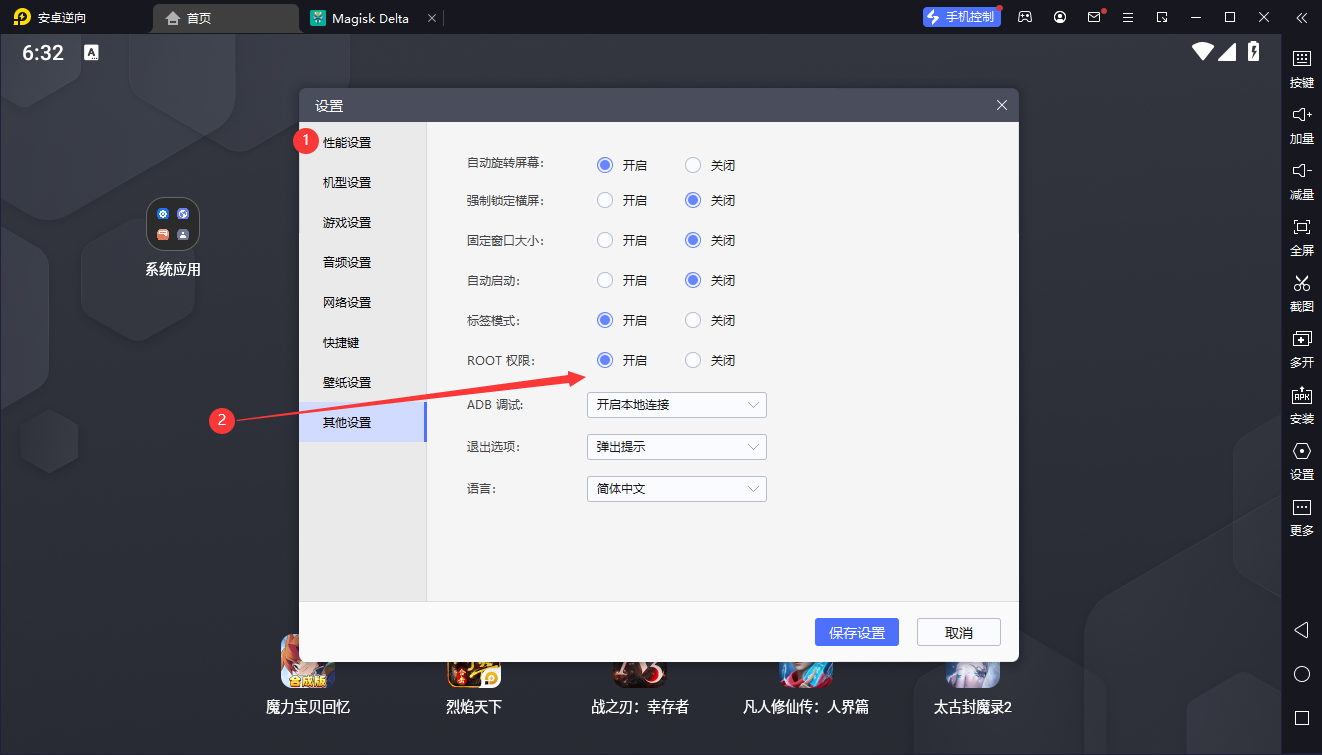 安卓逆向
首页
Magisk Delta
手机控制
6:32
A
设置
1
性能设置
机型设置
游戏设置
音频设置
网络设置
快捷键
壁纸设置
其他设置
2
自动旋转屏幕: 开启 关闭
强制锁定横屏: 开启 关闭
固定窗口大小: 开启 关闭
自动启动: 开启 关闭
标签模式: 开启 关闭
ROOT 权限: 开启 关闭
ADB 调试: 开启本地连接
退出选项: 弹出提示
语言: 简体中文
保存设置
取消
系统应用
合成版
魔力宝贝回忆
烈焰天下
战之刃：幸存者
凡人修仙传：人界篇
太古封魔录2
按键
加量
减量
全屏
截图
多开
APK
安装
设置
更多